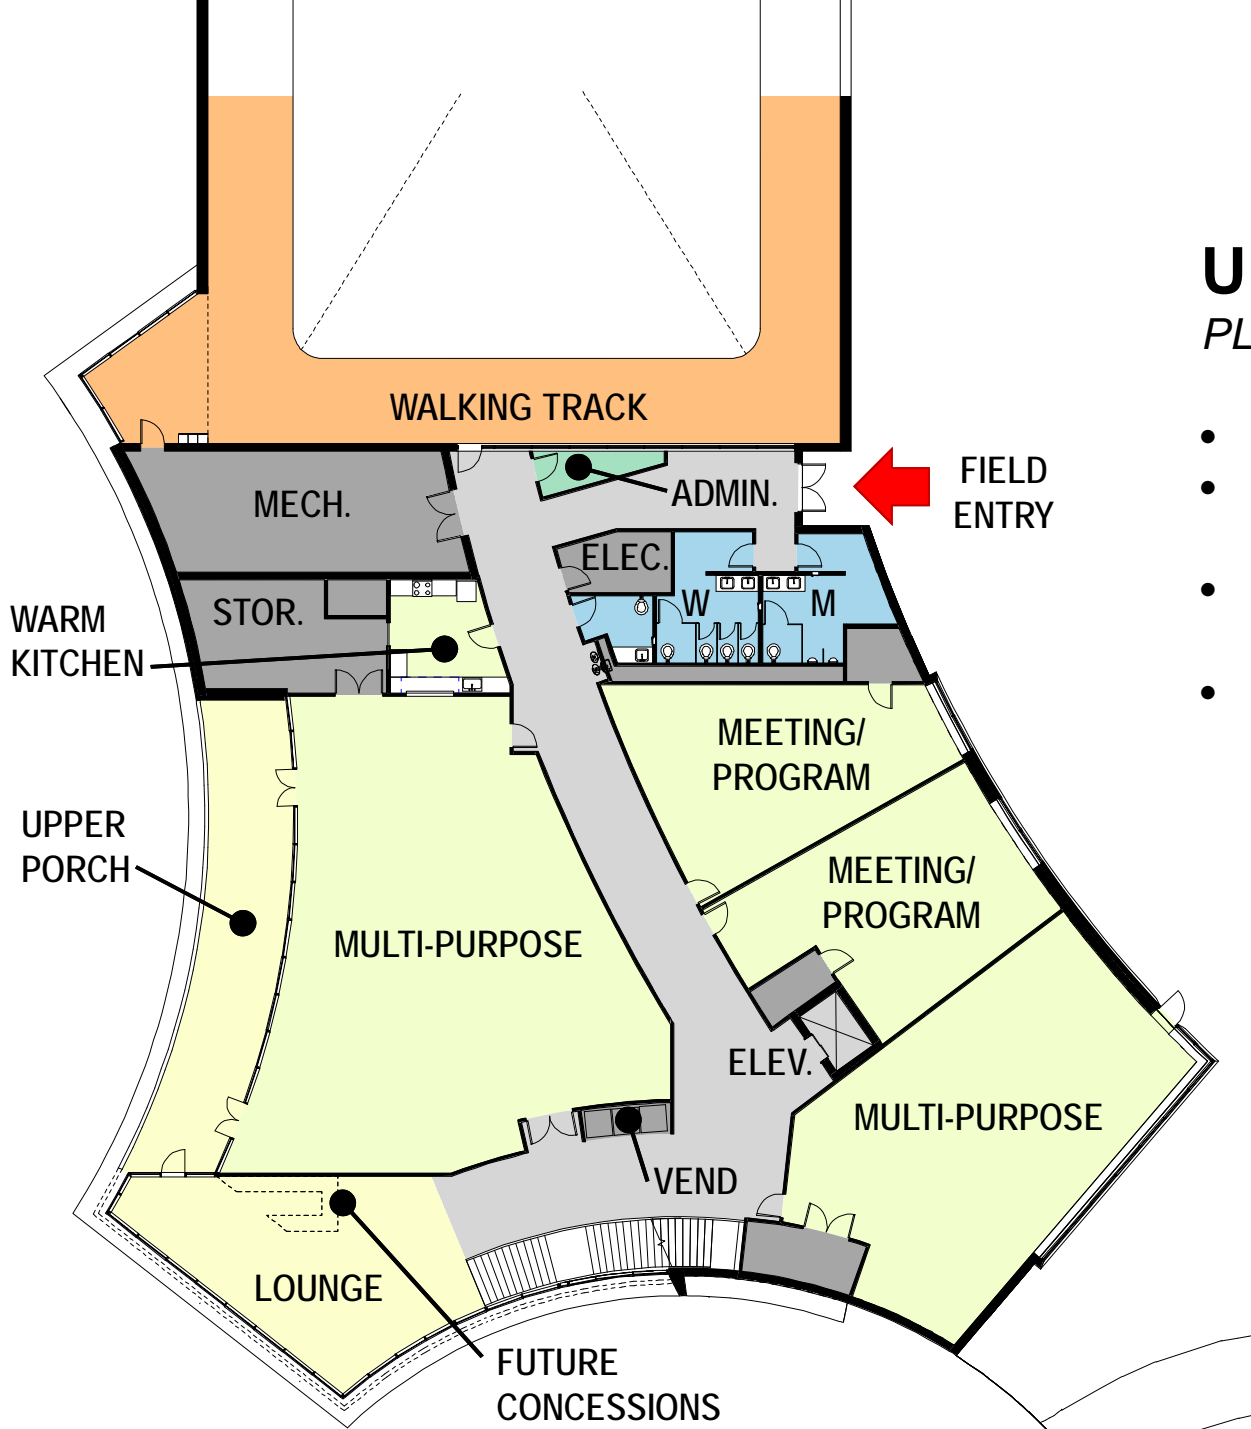 U
PL
WALKING TRACK
MECH.
ADMIN.
FIELD
ENTRY
ELEC.
STOR.
W
M
WARM
KITCHEN
MEETING/
PROGRAM
UPPER
PORCH
MEETING/
PROGRAM
MULTI-PURPOSE
ELEV.
MULTI-PURPOSE
VEND
LOUNGE
FUTURE
CONCESSIONS